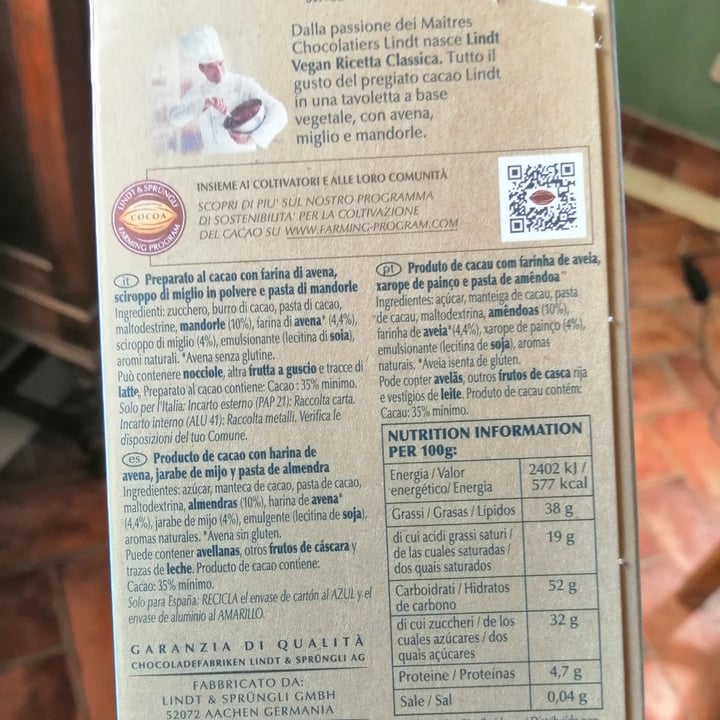 Dalla passione dei Maîtres
Chocolatiers Lindt nasce Lindt
Vegan Ricetta Classica. Tutto il
gusto del pregiato cacao Lindt
in una tavoletta a base
vegetale, con avena,
miglio e mandorle.
LINDT & SPRÜNGLI
COCOA
FARMING PROGRAM
INSIEME AI COLTIVATORI E ALLE LORO COMUNITÀ
SCOPRI DI PIU' SUL NOSTRO PROGRAMMA
DI SOSTENIBILITA' PER LA COLTIVAZIONE
DEL CACAO SU WWW.FARMING-PROGRAM.COM
it Preparato al cacao con farina di avena,
sciroppo di miglio in polvere e pasta di mandorle
Ingredienti: zucchero, burro di cacao, pasta di cacao,
maltodestrine, mandorle (10%), farina di avena* (4,4%),
sciroppo di miglio (4%), emulsionante (lecitina di soia),
aromi naturali. *Avena senza glutine.
Può contenere nocciole, altra frutta a guscio e tracce di
latte. Preparato al cacao contiene: Cacao: 35% minimo.
Solo per l'Italia: Incarto esterno (PAP 21): Raccolta carta.
Incarto interno (ALU 41): Raccolta metalli. Verifica le
disposizioni del tuo Comune.
es Producto de cacao con harina de
avena, jarabe de mijo y pasta de almendra
Ingredientes: azúcar, manteca de cacao, pasta de cacao,
maltodextrina, almendras (10%), harina de avena*
(4,4%), jarabe de mijo (4%), emulgente (lecitina de soja),
aromas naturales. *Avena sin gluten.
Puede contener avellanas, otros frutos de cáscara y
trazas de leche. Producto de cacao contiene:
Cacao: 35% mínimo.
Solo para España: RECICLA el envase de cartón al AZUL y el
envase de aluminio al AMARILLO.
GARANZIA DI QUALITÀ
CHOCOLADEFABRIKEN LINDT & SPRÜNGLI AG
FABBRICATO DA:
LINDT & SPRÜNGLI GMBH
52072 AACHEN GERMANIA
pt Produto de cacau com farinha de aveia,
xarope de painço e pasta de amêndoa
Ingredientes: açúcar, manteiga de cacau, pasta
de cacau, maltodextrina, amêndoas (10%),
farinha de aveia* (4,4%), xarope de painço (4%),
emulsionante (lecitina de soja), aromas
naturais. *Aveia isenta de glúten.
Pode conter avelãs, outros frutos de casca rija
e vestígios de leite. Produto de cacau contém:
Cacau: 35% mínimo.
NUTRITION INFORMATION
PER 100g:
Energia / Valor 2402 kJ /
energético/ Energia 577 kcal
Grassi / Grasas / Lípidos 38 g
di cui acidi grassi saturi / 19 g
de las cuales saturadas /
dos quais saturados
Carboidrati / Hidratos 52 g
de carbono
di cui zuccheri / de los 32 g
cuales azúcares / dos
quais açúcares
Proteine / Proteínas 4,7 g
Sale / Sal 0,04 g